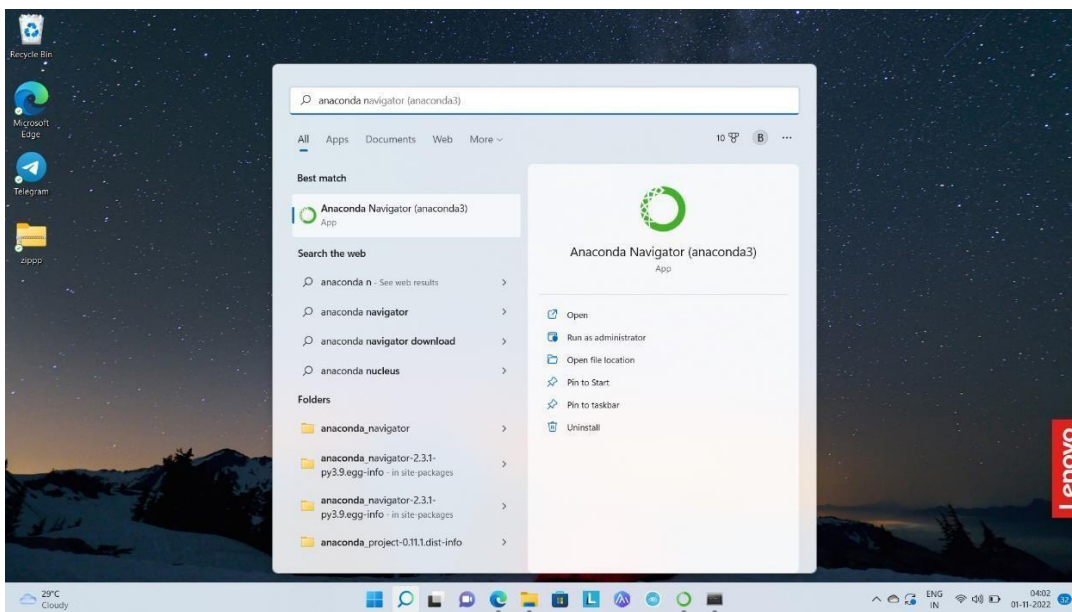 Recycle Bin
Microsoft
Edge
Telegram
zippp
anaconda navigator (anaconda3)
All Apps Documents Web More
10 B ...
Best match
Anaconda Navigator (anaconda3)
App
Search the web
anaconda n - See web results
anaconda navigator
anaconda navigator download
anaconda nucleus
Folders
anaconda_navigator
anaconda_navigator-2.3.1-
py3.9.egg-info - in site-packages
anaconda_navigator-2.3.1-
py3.9.egg-info - in site-packages
anaconda_project-0.11.1.dist-info
Anaconda Navigator (anaconda3)
App
Open
Run as administrator
Open file location
Pin to Start
Pin to taskbar
Uninstall
Lenovo
29°C
Cloudy
L
ENG
IN
04:02
01-11-2022
32